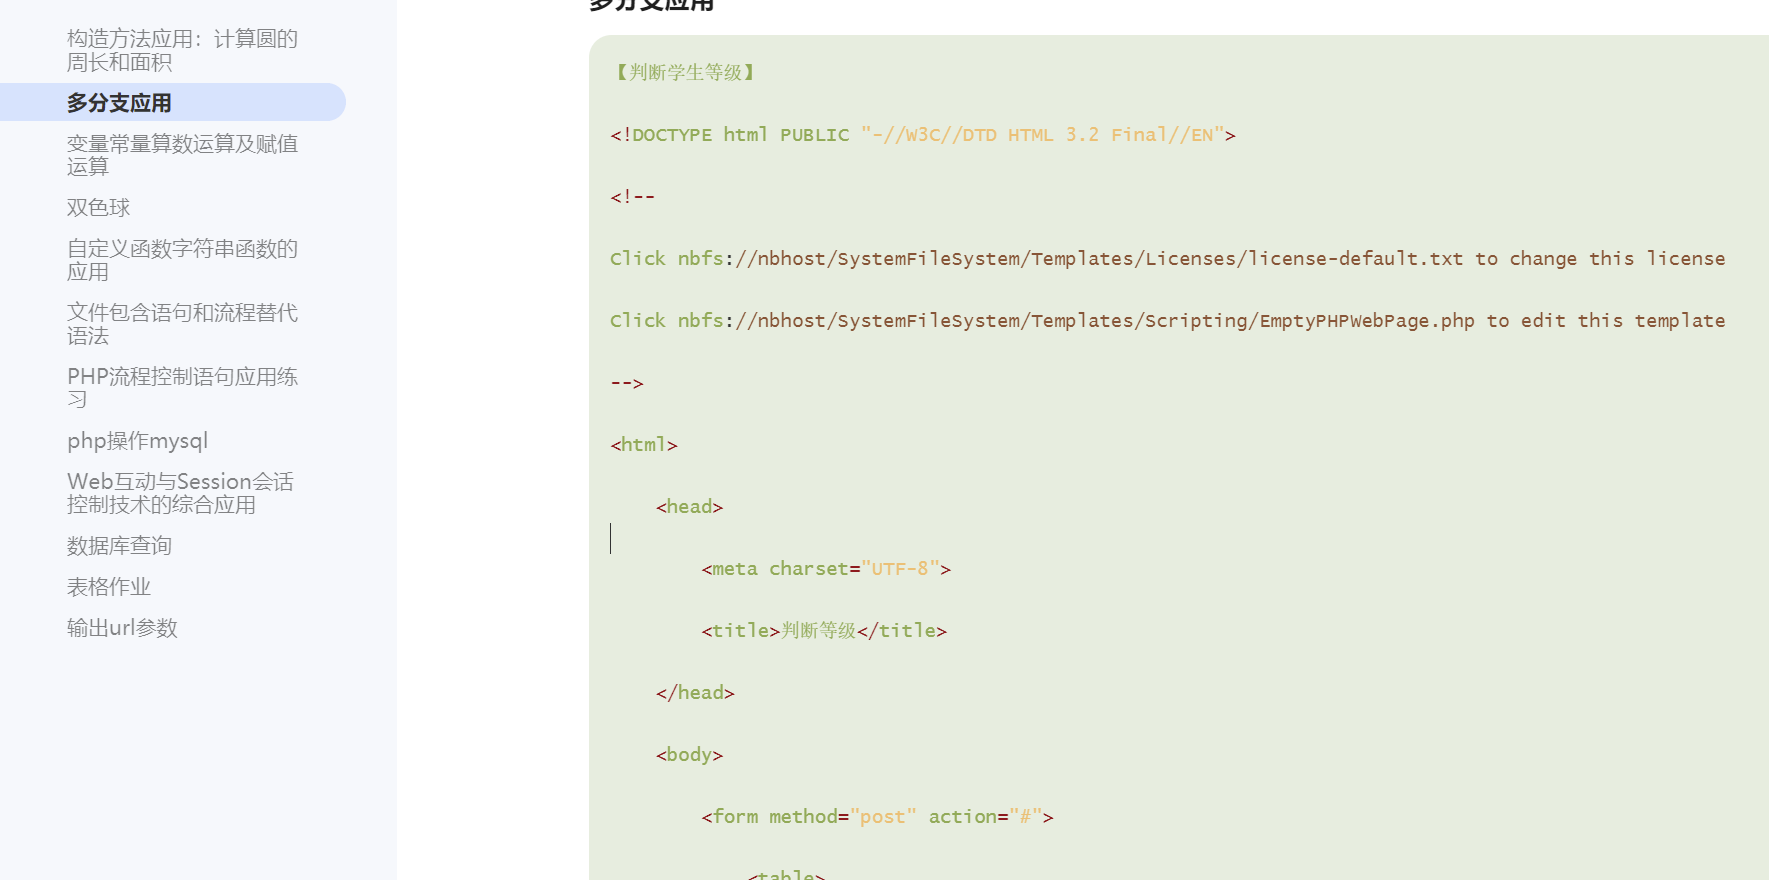 构造方法应用：计算圆的
周长和面积
多分支应用
变量常量算数运算及赋值
运算
双色球
自定义函数字符串函数的
应用
文件包含语句和流程替代
语法
PHP流程控制语句应用练
习
php操作mysql
Web互动与Session会话
控制技术的综合应用
数据库查询
表格作业
输出url参数
多分支应用
【判断学生等级】
<!DOCTYPE html PUBLIC "-//W3C//DTD HTML 3.2 Final//EN">
<!--
Click nbfs://nbhost/SystemFileSystem/Templates/Licenses/license-default.txt to change this license
Click nbfs://nbhost/SystemFileSystem/Templates/Scripting/EmptyPHPWebPage.php to edit this template
-->
<html>
<head>
<meta charset="UTF-8">
<title>判断等级</title>
</head>
<body>
<form method="post" action="#">
<table>